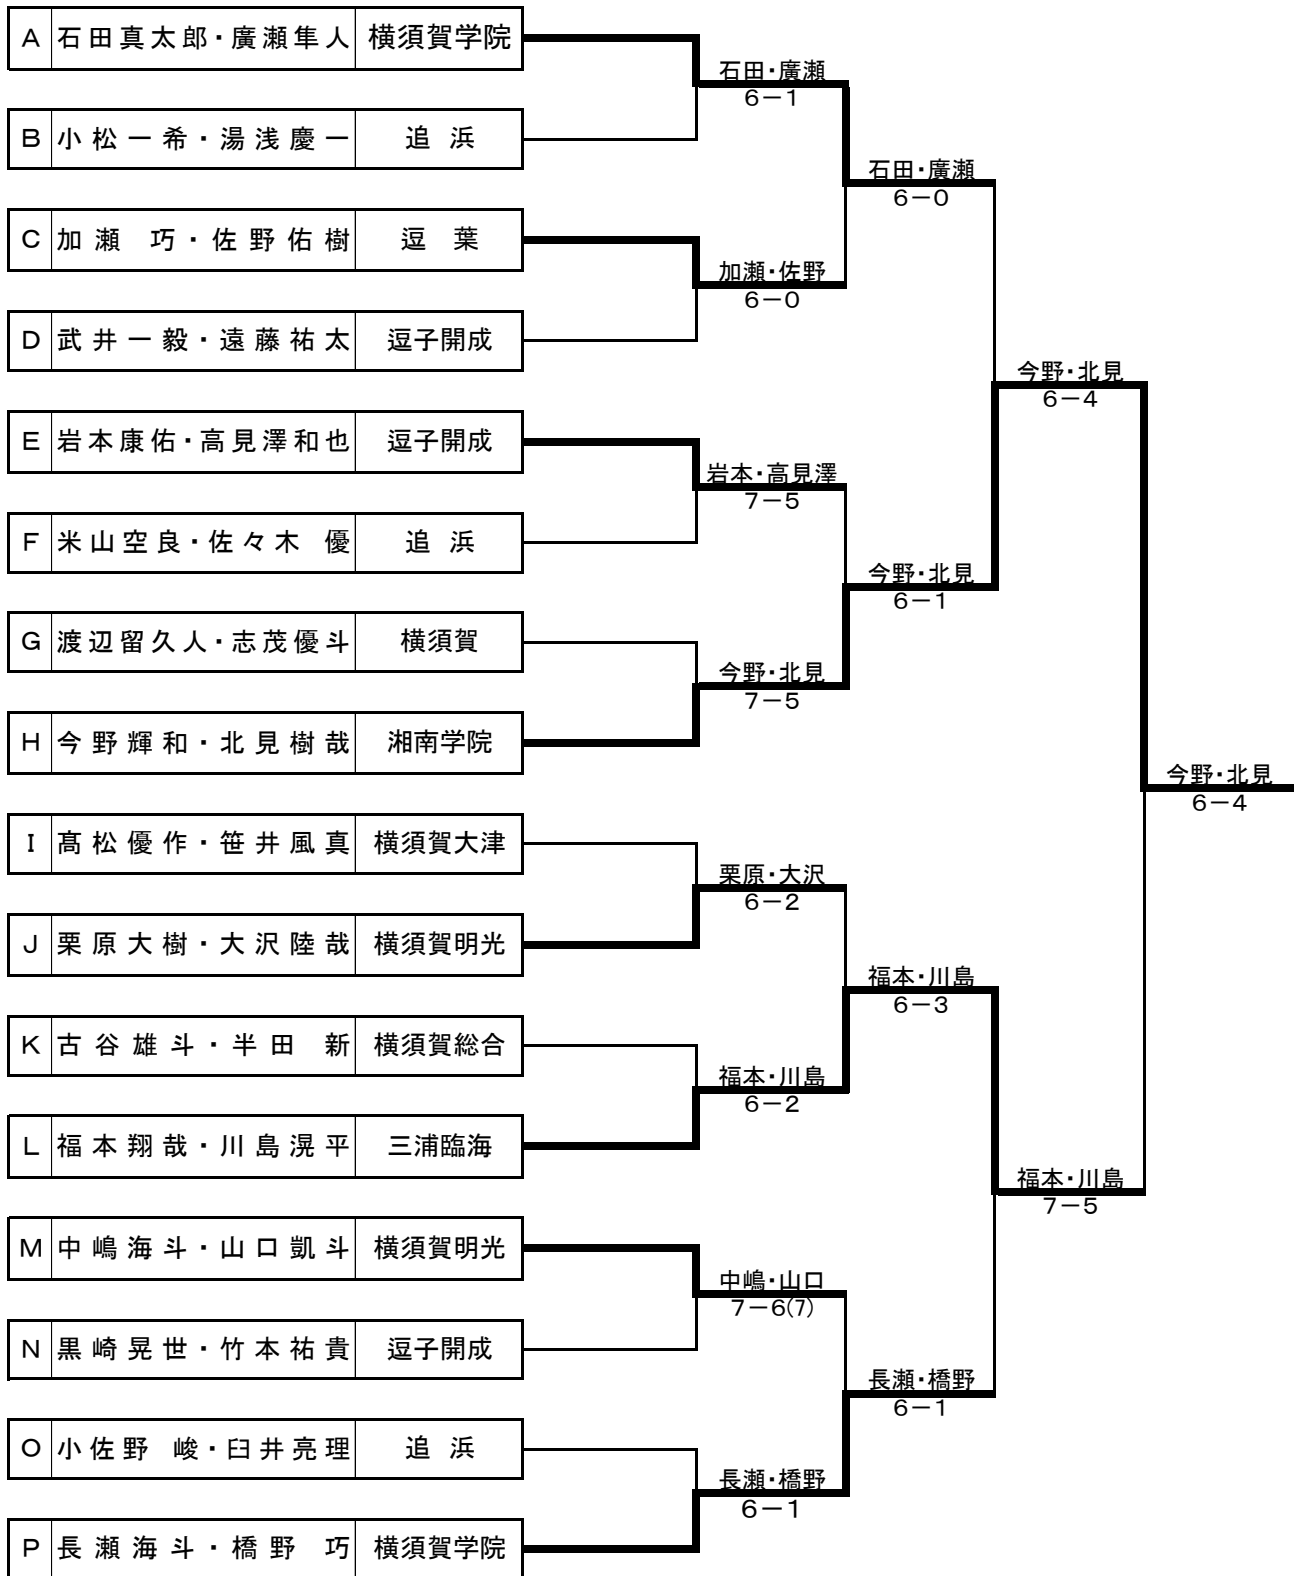 A 石田真太郎・廣瀬隼人 横須賀学院
石田・廣瀬
6－1
B 小松一希・湯浅慶一 追浜
石田・廣瀬
6－0
C 加瀬 巧・佐野佑樹 逗葉
加瀬・佐野
6－0
D 武井一毅・遠藤祐太 逗子開成
今野・北見
6－4
E 岩本康佑・高見澤和也 逗子開成
岩本・高見澤
7－5
F 米山空良・佐々木 優 追浜
今野・北見
6－1
G 渡辺留久人・志茂優斗 横須賀
今野・北見
7－5
H 今野輝和・北見樹哉 湘南学院
今野・北見
6－4
I 髙松優作・笹井風真 横須賀大津
栗原・大沢
6－2
J 栗原大樹・大沢陸哉 横須賀明光
福本・川島
6－3
K 古谷雄斗・半田 新 横須賀総合
福本・川島
6－2
L 福本翔哉・川島滉平 三浦臨海
福本・川島
7－5
M 中嶋海斗・山口凱斗 横須賀明光
中嶋・山口
7－6(7)
N 黒崎晃世・竹本祐貴 逗子開成
長瀬・橋野
6－1
O 小佐野 峻・臼井亮理 追浜
長瀬・橋野
6－1
P 長瀬海斗・橋野 巧 横須賀学院